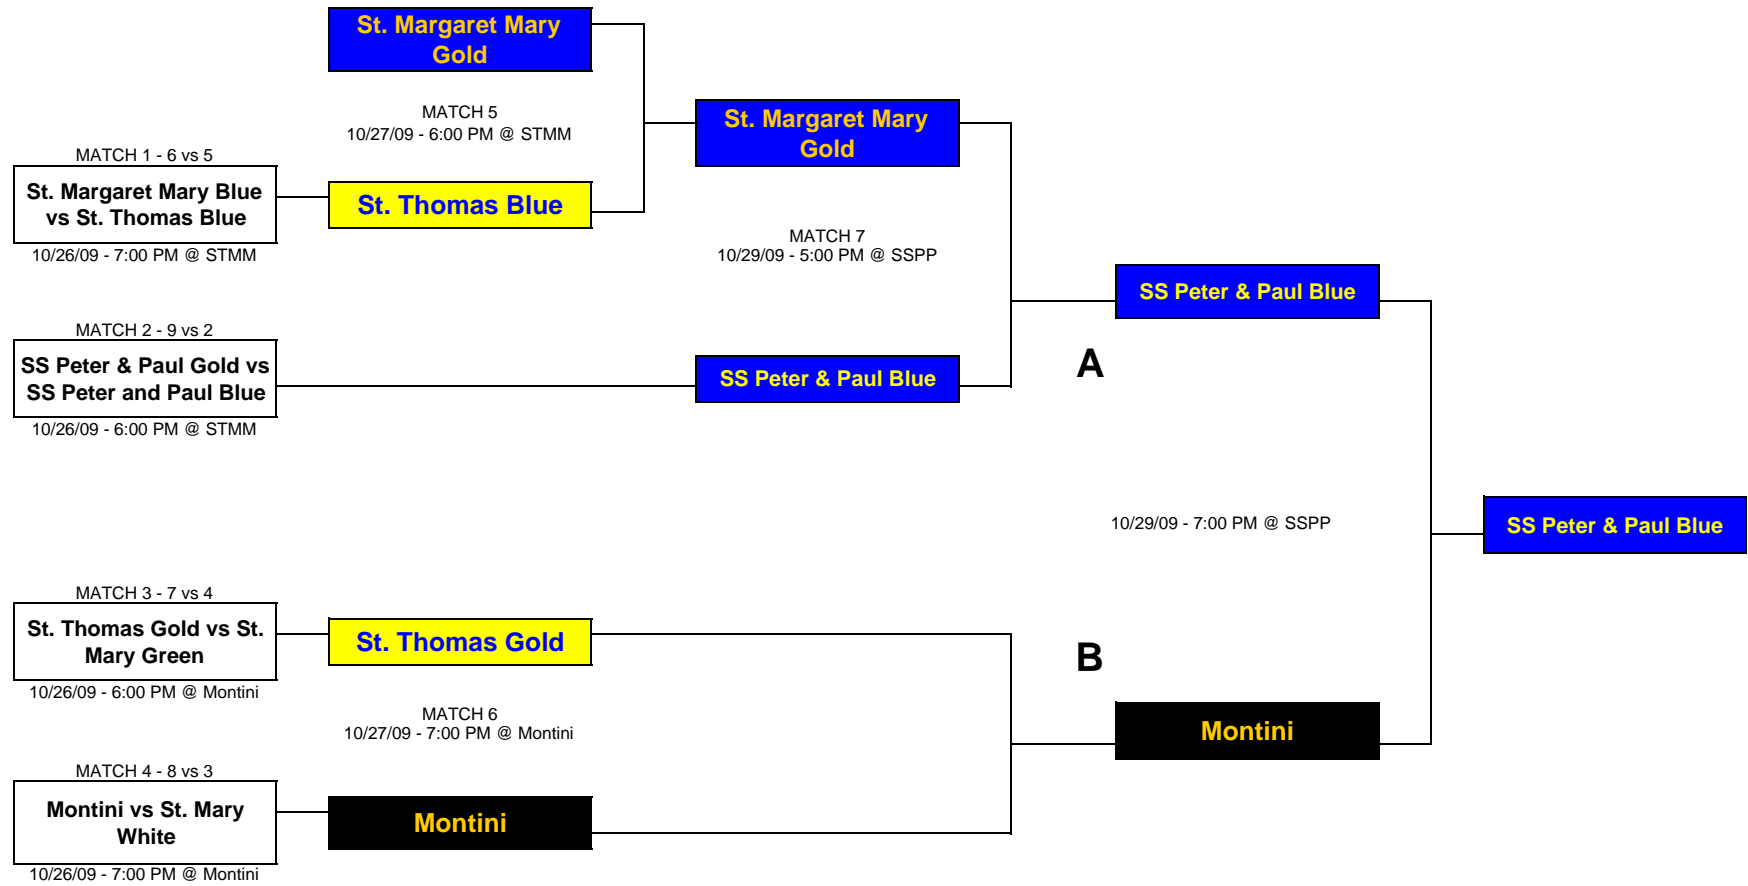 St. Margaret Mary
Gold
MATCH 5
10/27/09 - 6:00 PM @ STMM
St. Margaret Mary
Gold
MATCH 1 - 6 vs 5
St. Margaret Mary Blue
vs St. Thomas Blue
10/26/09 - 7:00 PM @ STMM
St. Thomas Blue
MATCH 7
10/29/09 - 5:00 PM @ SSPP
SS Peter & Paul Blue
MATCH 2 - 9 vs 2
SS Peter & Paul Gold vs
SS Peter and Paul Blue
10/26/09 - 6:00 PM @ STMM
SS Peter & Paul Blue
A
10/29/09 - 7:00 PM @ SSPP
SS Peter & Paul Blue
MATCH 3 - 7 vs 4
St. Thomas Gold vs St.
Mary Green
10/26/09 - 6:00 PM @ Montini
St. Thomas Gold
B
MATCH 6
10/27/09 - 7:00 PM @ Montini
Montini
MATCH 4 - 8 vs 3
Montini vs St. Mary
White
10/26/09 - 7:00 PM @ Montini
Montini